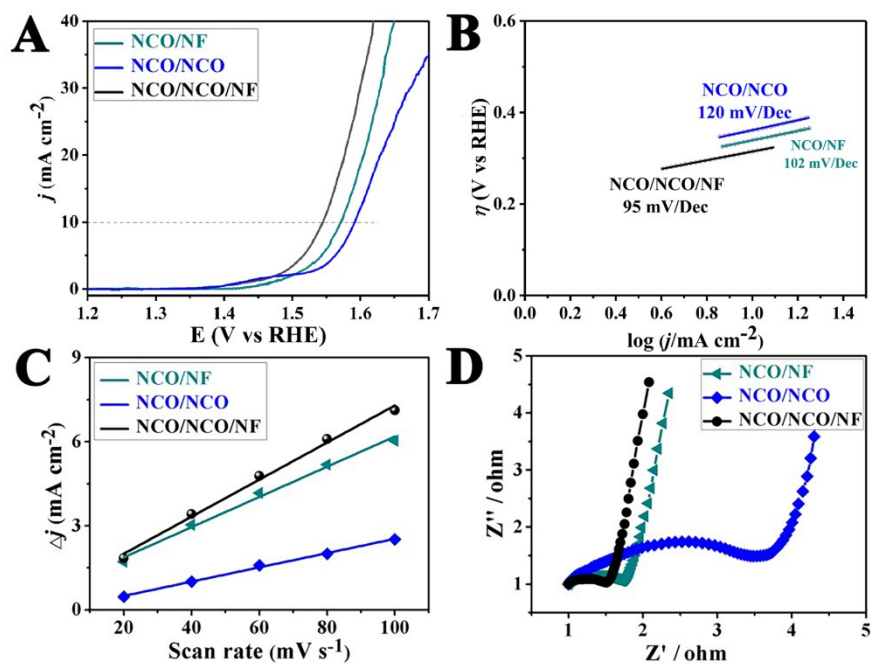 A
NCO/NF
NCO/NCO
NCO/NCO/NF
j (mA cm⁻²)
40
30
20
10
0
1.2 1.3 1.4 1.5 1.6 1.7
E (V vs RHE)
B
NCO/NCO
120 mV/Dec
NCO/NF
102 mV/Dec
NCO/NCO/NF
95 mV/Dec
η (V vs RHE)
0.6
0.4
0.2
0.0
0.0 0.2 0.4 0.6 0.8 1.0 1.2 1.4
log (j/mA cm⁻²)
C
NCO/NF
NCO/NCO
NCO/NCO/NF
△j (mA cm⁻²)
9
6
3
0
20 40 60 80 100
Scan rate (mV s⁻¹)
D
NCO/NF
NCO/NCO
NCO/NCO/NF
Z'' / ohm
5
4
3
2
1
1 2 3 4 5
Z' / ohm